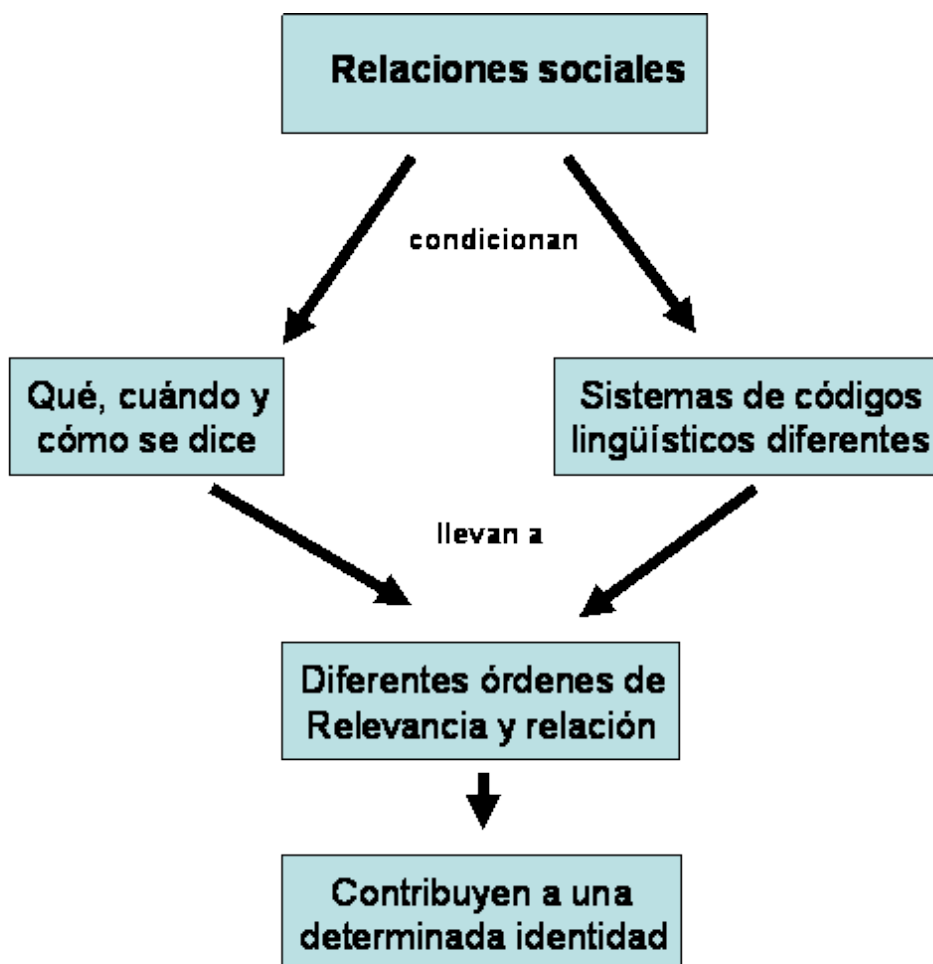 Relaciones sociales
condicionan
Qué, cuándo y
cómo se dice
Sistemas de códigos
lingüísticos diferentes
llevan a
Diferentes órdenes de
Relevancia y relación
Contribuyen a una
determinada identidad